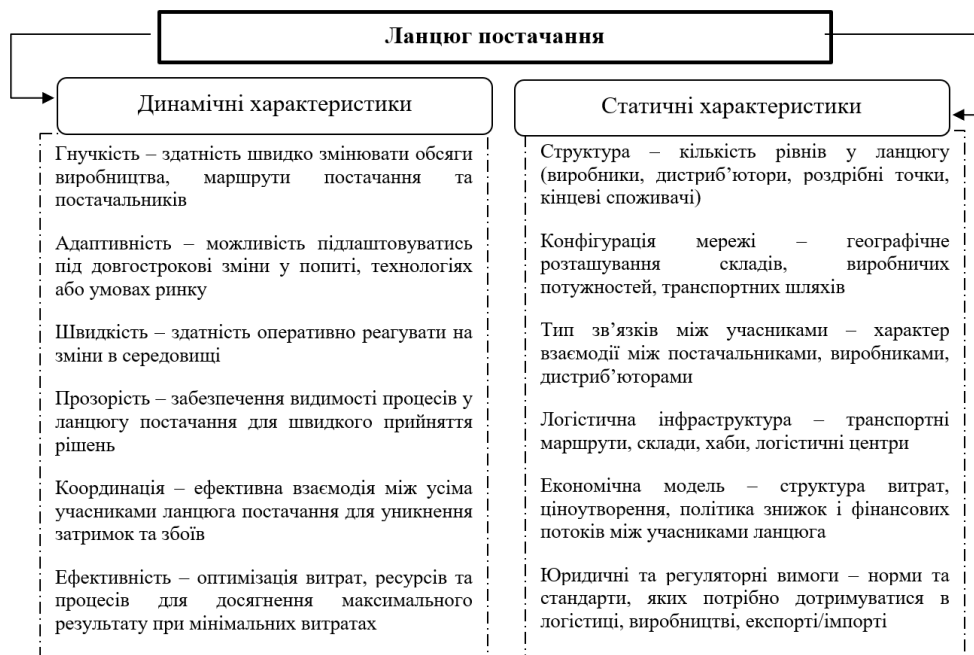 Ланцюг постачання
Динамічні характеристики
Гнучкість – здатність швидко змінювати обсяги
виробництва, маршрути постачання та
постачальників
Адаптивність – можливість підлаштовуватись
під довгострокові зміни у попиті, технологіях
або умовах ринку
Швидкість – здатність оперативно реагувати на
зміни в середовищі
Прозорість – забезпечення видимості процесів у
ланцюгу постачання для швидкого прийняття
рішень
Координація – ефективна взаємодія між усіма
учасниками ланцюга постачання для уникнення
затримок та збоїв
Ефективність – оптимізація витрат, ресурсів та
процесів для досягнення максимального
результату при мінімальних витратах
Статичні характеристики
Структура – кількість рівнів у ланцюгу
(виробники, дистриб’ютори, роздрібні точки,
кінцеві споживачі)
Конфігурація мережі – географічне
розташування складів, виробничих
потужностей, транспортних шляхів
Тип зв’язків між учасниками – характер
взаємодії між постачальниками, виробниками,
дистриб’юторами
Логістична інфраструктура – транспортні
маршрути, склади, хаби, логістичні центри
Економічна модель – структура витрат,
ціноутворення, політика знижок і фінансових
потоків між учасниками ланцюга
Юридичні та регуляторні вимоги – норми та
стандарти, яких потрібно дотримуватися в
логістиці, виробництві, експорті/імпорті